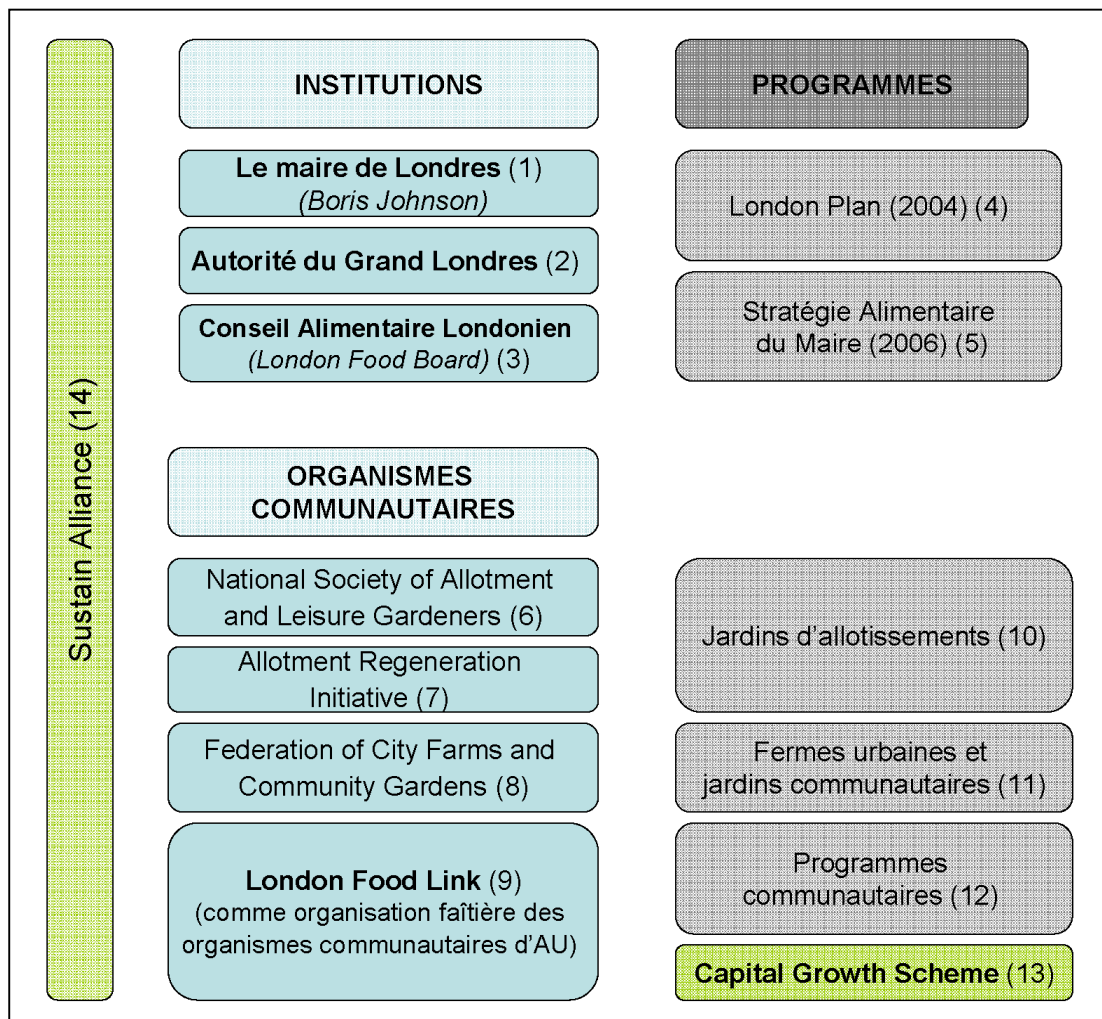 Sustain Alliance (14)
INSTITUTIONS
Le maire de Londres (1)
(Boris Johnson)
Autorité du Grand Londres (2)
Conseil Alimentaire Londonien
(London Food Board) (3)
PROGRAMMES
London Plan (2004) (4)
Stratégie Alimentaire
du Maire (2006) (5)
ORGANISMES
COMMUNAUTAIRES
National Society of Allotment
and Leisure Gardeners (6)
Allotment Regeneration
Initiative (7)
Federation of City Farms and
Community Gardens (8)
London Food Link (9)
(comme organisation faîtière des
organismes communautaires d'AU)
Jardins d'allotissements (10)
Fermes urbaines et
jardins communautaires (11)
Programmes
communautaires (12)
Capital Growth Scheme (13)